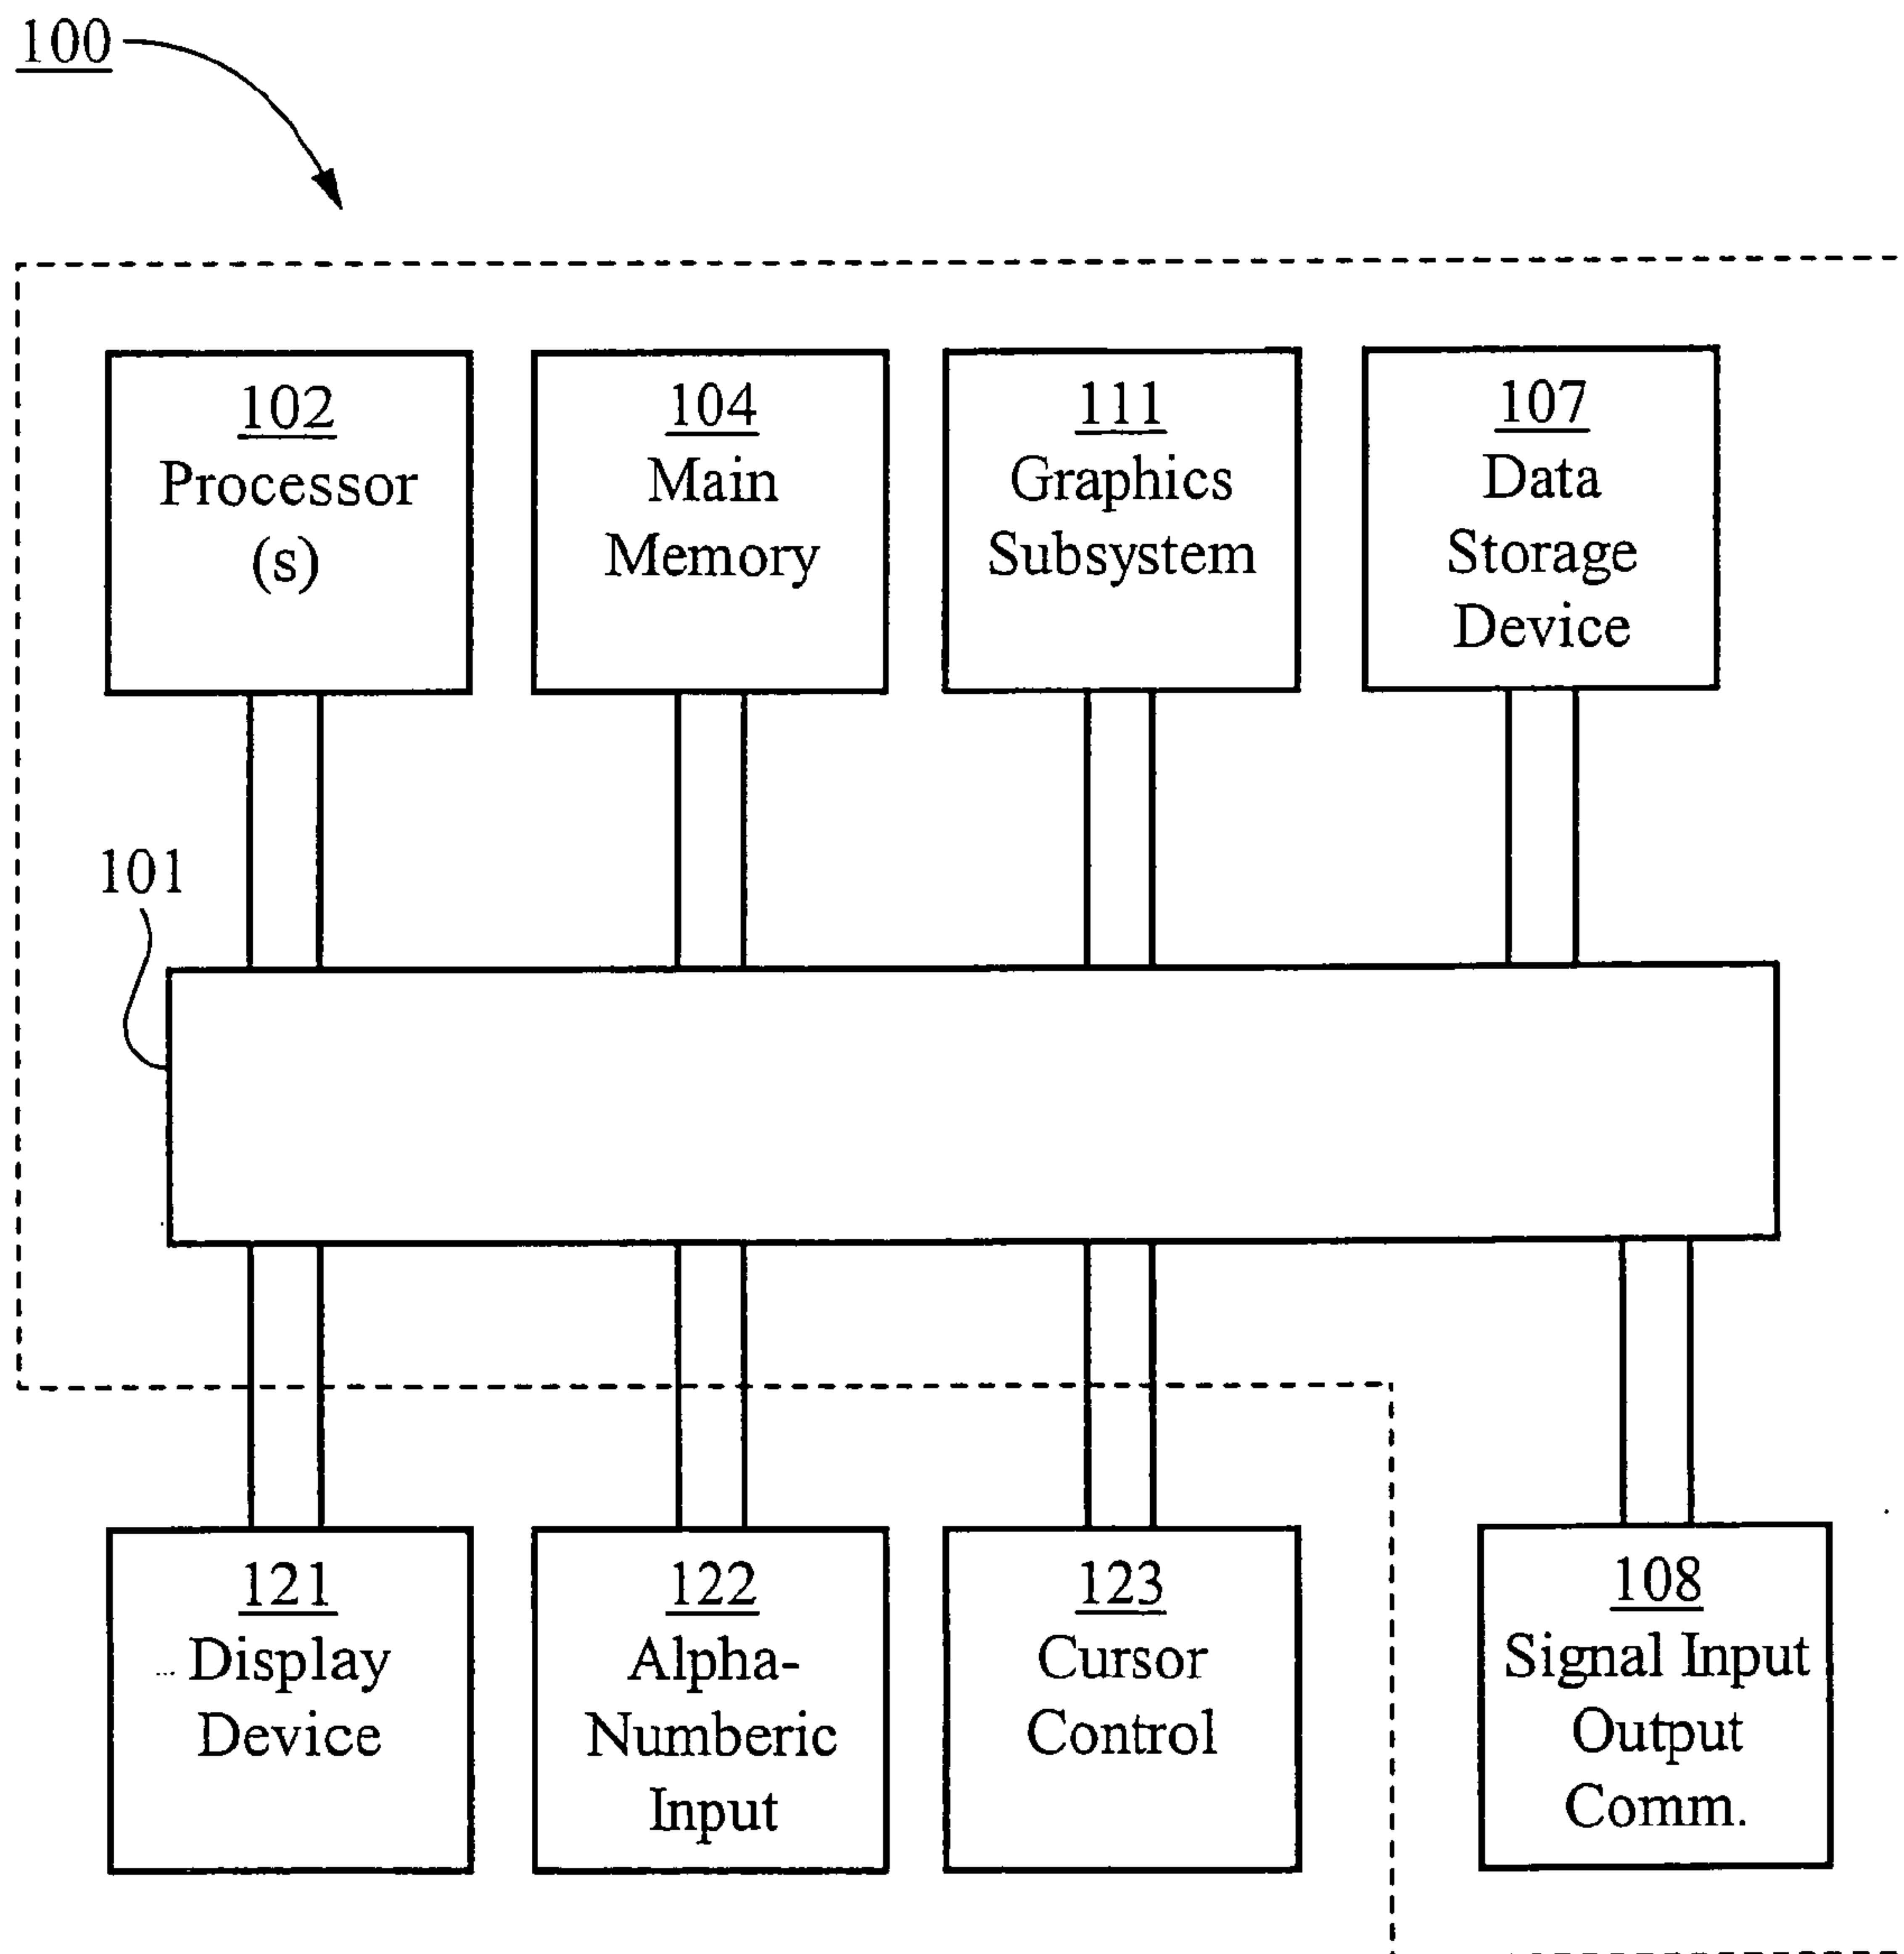 100
102
Processor
(s)
104
Main
Memory
111
Graphics
Subsystem
107
Data
Storage
Device
101
121
Display
Device
122
Alpha-
Numberic
Input
123
Cursor
Control
108
Signal Input
Output
Comm.